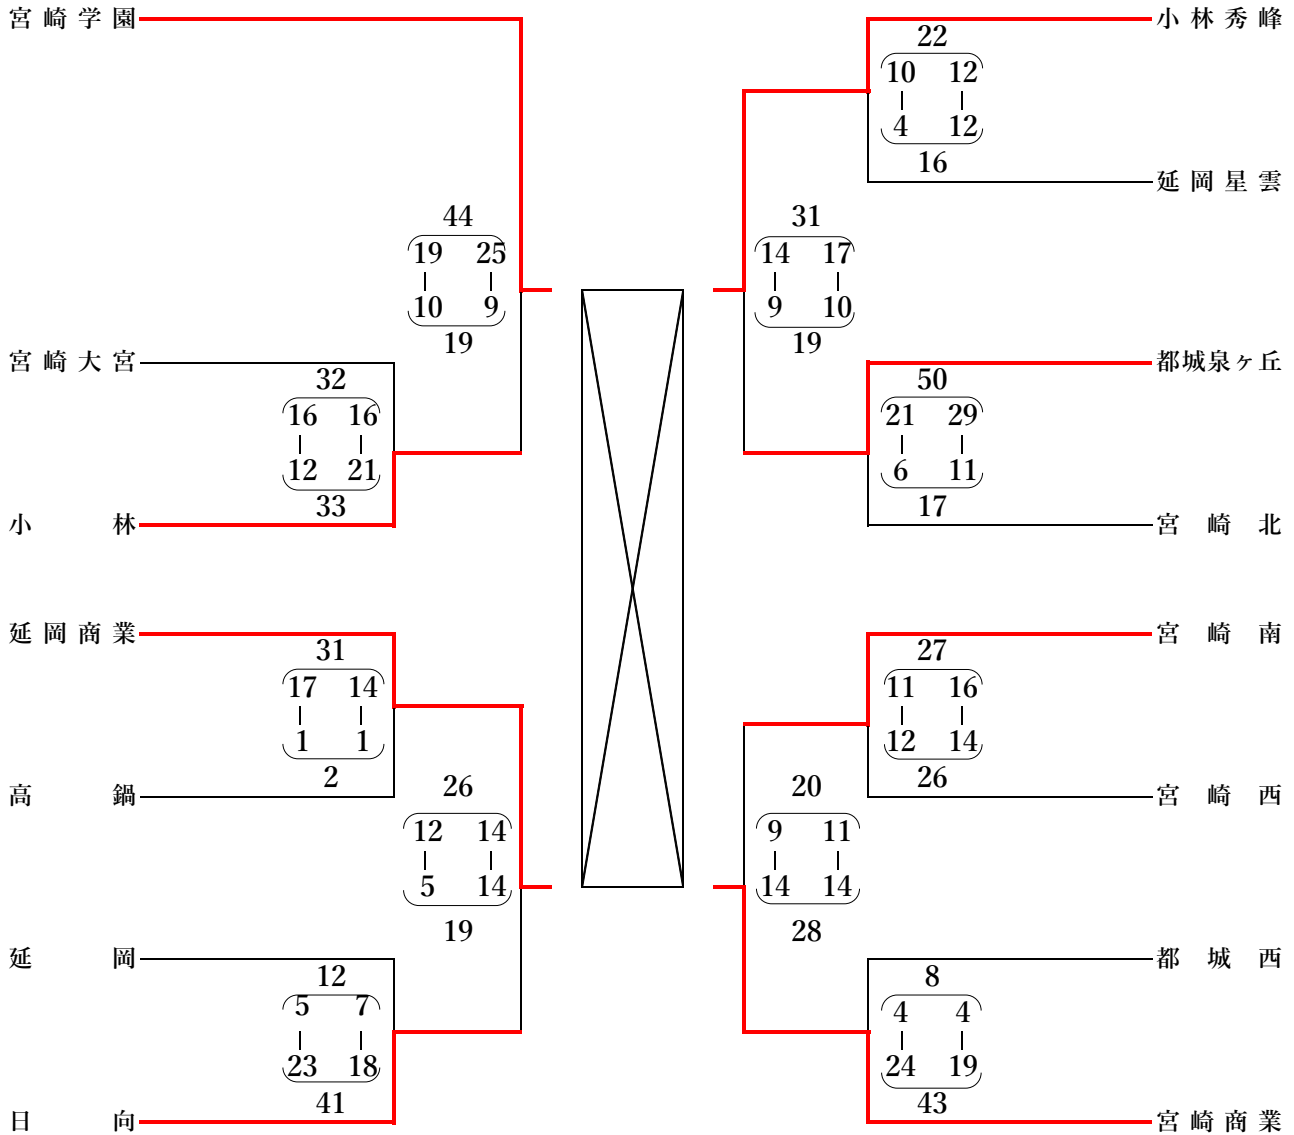 宮崎学園
小林秀峰
22
10 12
4 12
16
延岡星雲
44
19 25
10 9
19
31
14 17
9 10
19
宮崎大宮
都城泉ヶ丘
32
16 16
12 21
33
50
21 29
6 11
17
小林
宮崎北
延岡商業
宮崎南
31
17 14
1 1
2
27
11 16
12 14
26
高鍋
宮崎西
26
12 14
5 14
19
20
9 11
14 14
28
延岡
都城西
12
5 7
23 18
41
8
4 4
24 19
43
日向
宮崎商業